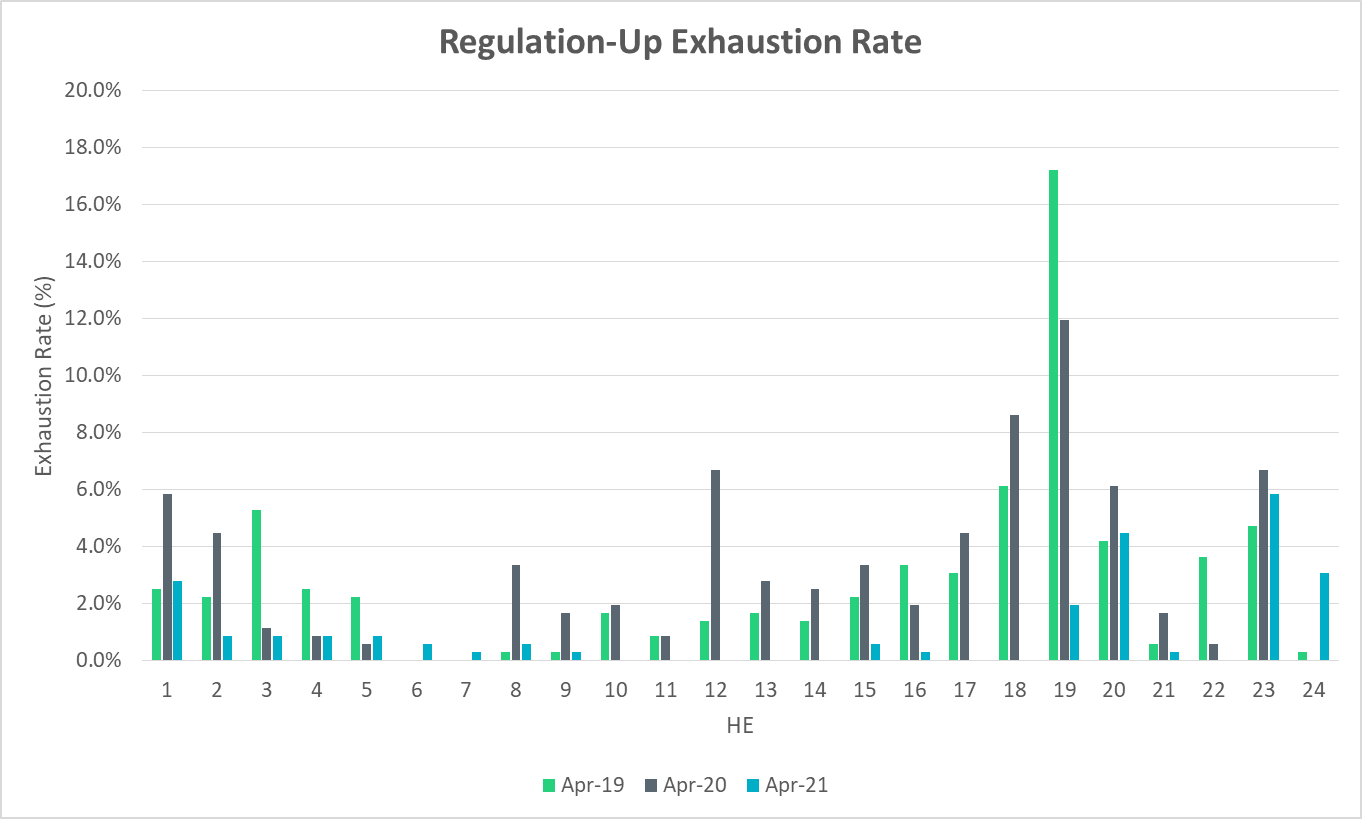 Regulation-Up Exhaustion Rate
20.0%
18.0%
16.0%
14.0%
12.0%
10.0%
8.0%
6.0%
4.0%
2.0%
0.0%
Exhaustion Rate (%)
1 2 3 4 5 6 7 8 9 10 11 12 13 14 15 16 17 18 19 20 21 22 23 24
HE
Apr-19 Apr-20 Apr-21